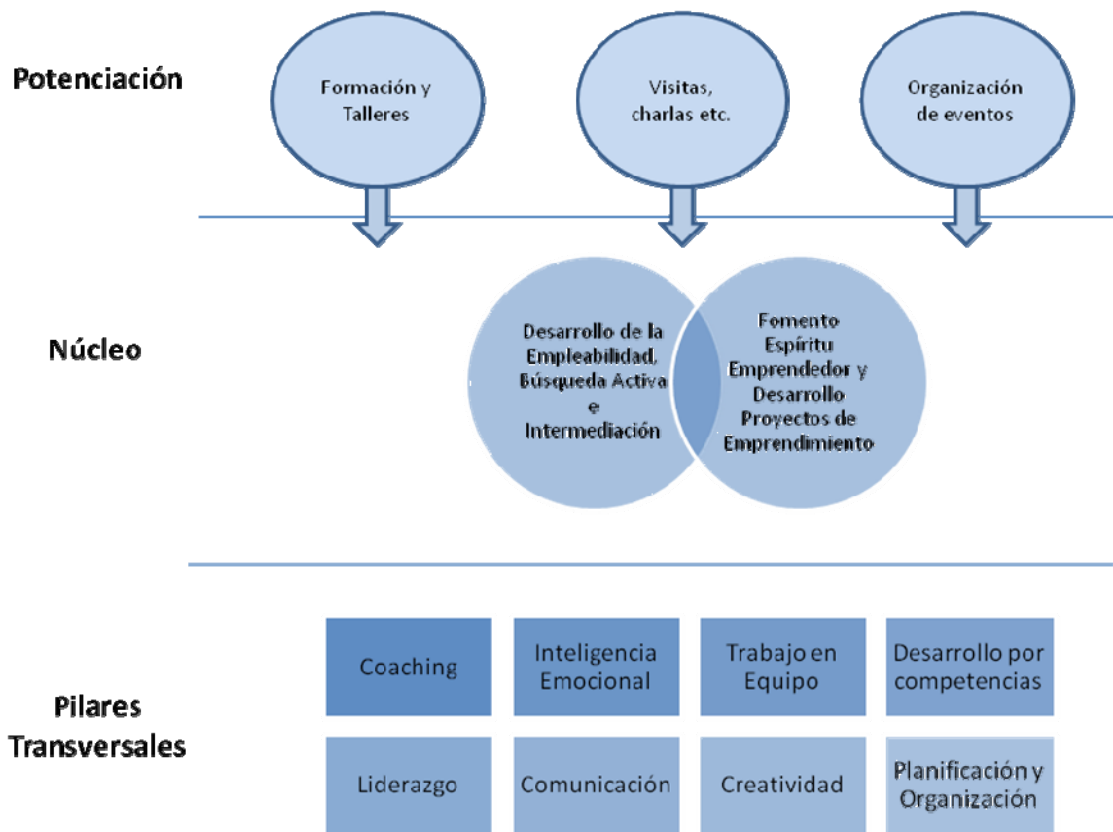 Potenciación
Formación y
Talleres
Visitas,
charlas etc.
Organización
de eventos
Núcleo
Desarrollo de la
Empleabilidad,
Búsqueda Activa
e
Intermediación
Fomento
Espíritu
Emprendedor y
Desarrollo
Proyectos de
Emprendimiento
Pilares
Transversales
Coaching
Inteligencia
Emocional
Trabajo en
Equipo
Desarrollo por
competencias
Liderazgo
Comunicación
Creatividad
Planificación y
Organización